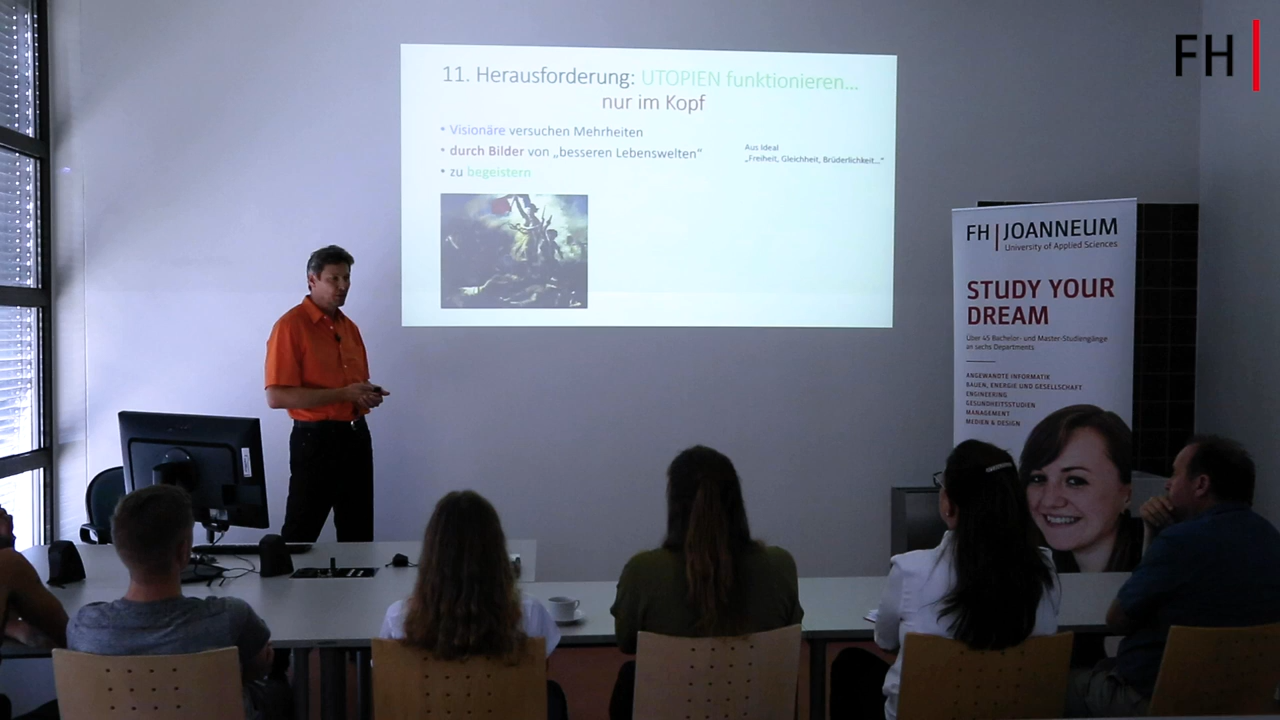 11. Herausforderung: UTOPIEN funktionieren...
nur im Kopf
• Visionäre versuchen Mehrheiten
• durch Bilder von „besseren Lebenswelten“
• zu begeistern
Aus Ideal
„Freiheit, Gleichheit, Brüderlichkeit...“
FH
FH JOANNEUM
University of Applied Sciences
STUDY YOUR
DREAM
Über 45 Bachelor- und Master-Studiengänge
an sechs Departments
ANGEWANDTE INFORMATIK
BAUEN, ENERGIE UND GESELLSCHAFT
ENGINEERING
GESUNDHEITSSTUDIEN
MANAGEMENT
MEDIEN & DESIGN